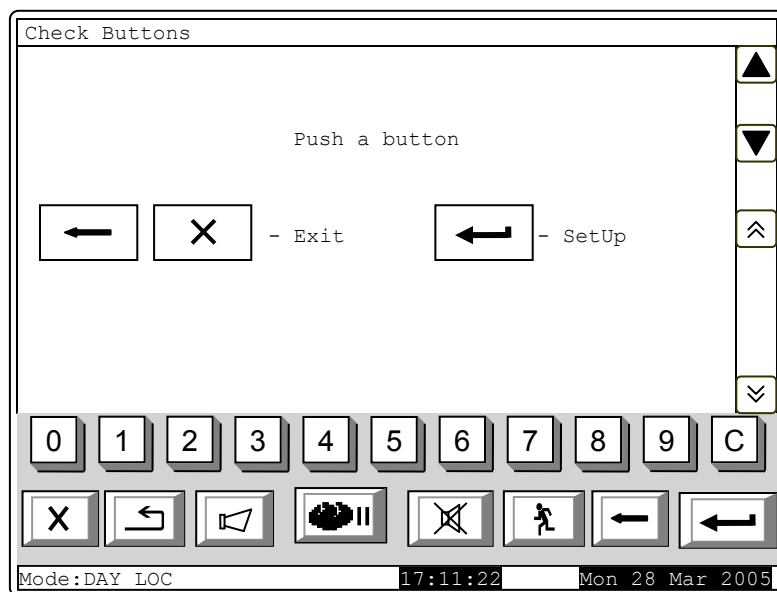 Check Buttons
Push a button
- Exit - SetUp
0 1 2 3 4 5 6 7 8 9 C
Mode:DAY LOC 17:11:22 Mon 28 Mar 2005